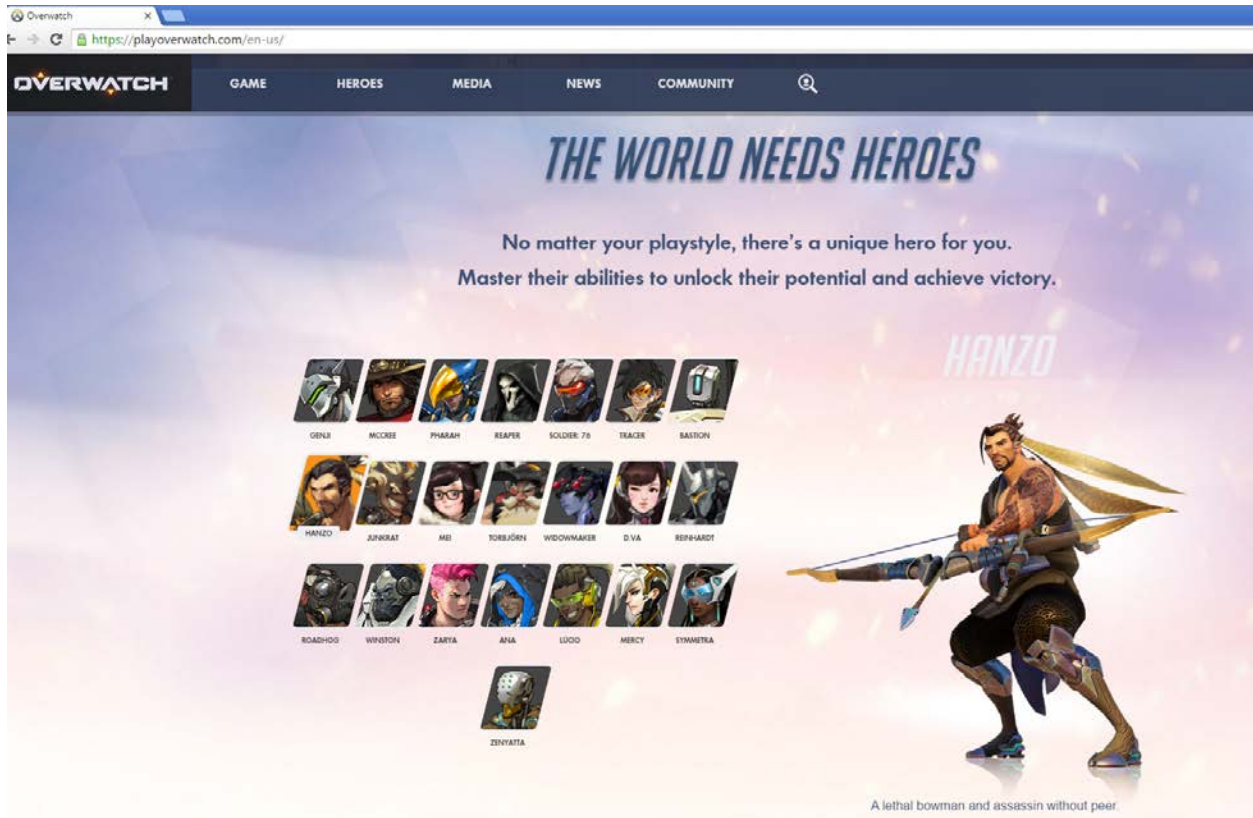 Overwatch
https://playoverwatch.com/en-us/
OVERWATCH GAME HEROES MEDIA NEWS COMMUNITY
THE WORLD NEEDS HEROES
No matter your playstyle, there's a unique hero for you.
Master their abilities to unlock their potential and achieve victory.
HANZO
GENJI MCCREE PHARAH REAPER SOLDIER: 76 TRACER BASTION
HANZO JUNKRAT MEI TORBJÖRN WIDOWMAKER D.VA REINHARDT
ROADHOG WINSTON ZARYA ANA LÚCIO MERCY SYMMETRA
ZENYATTA
A lethal bowman and assassin without peer.